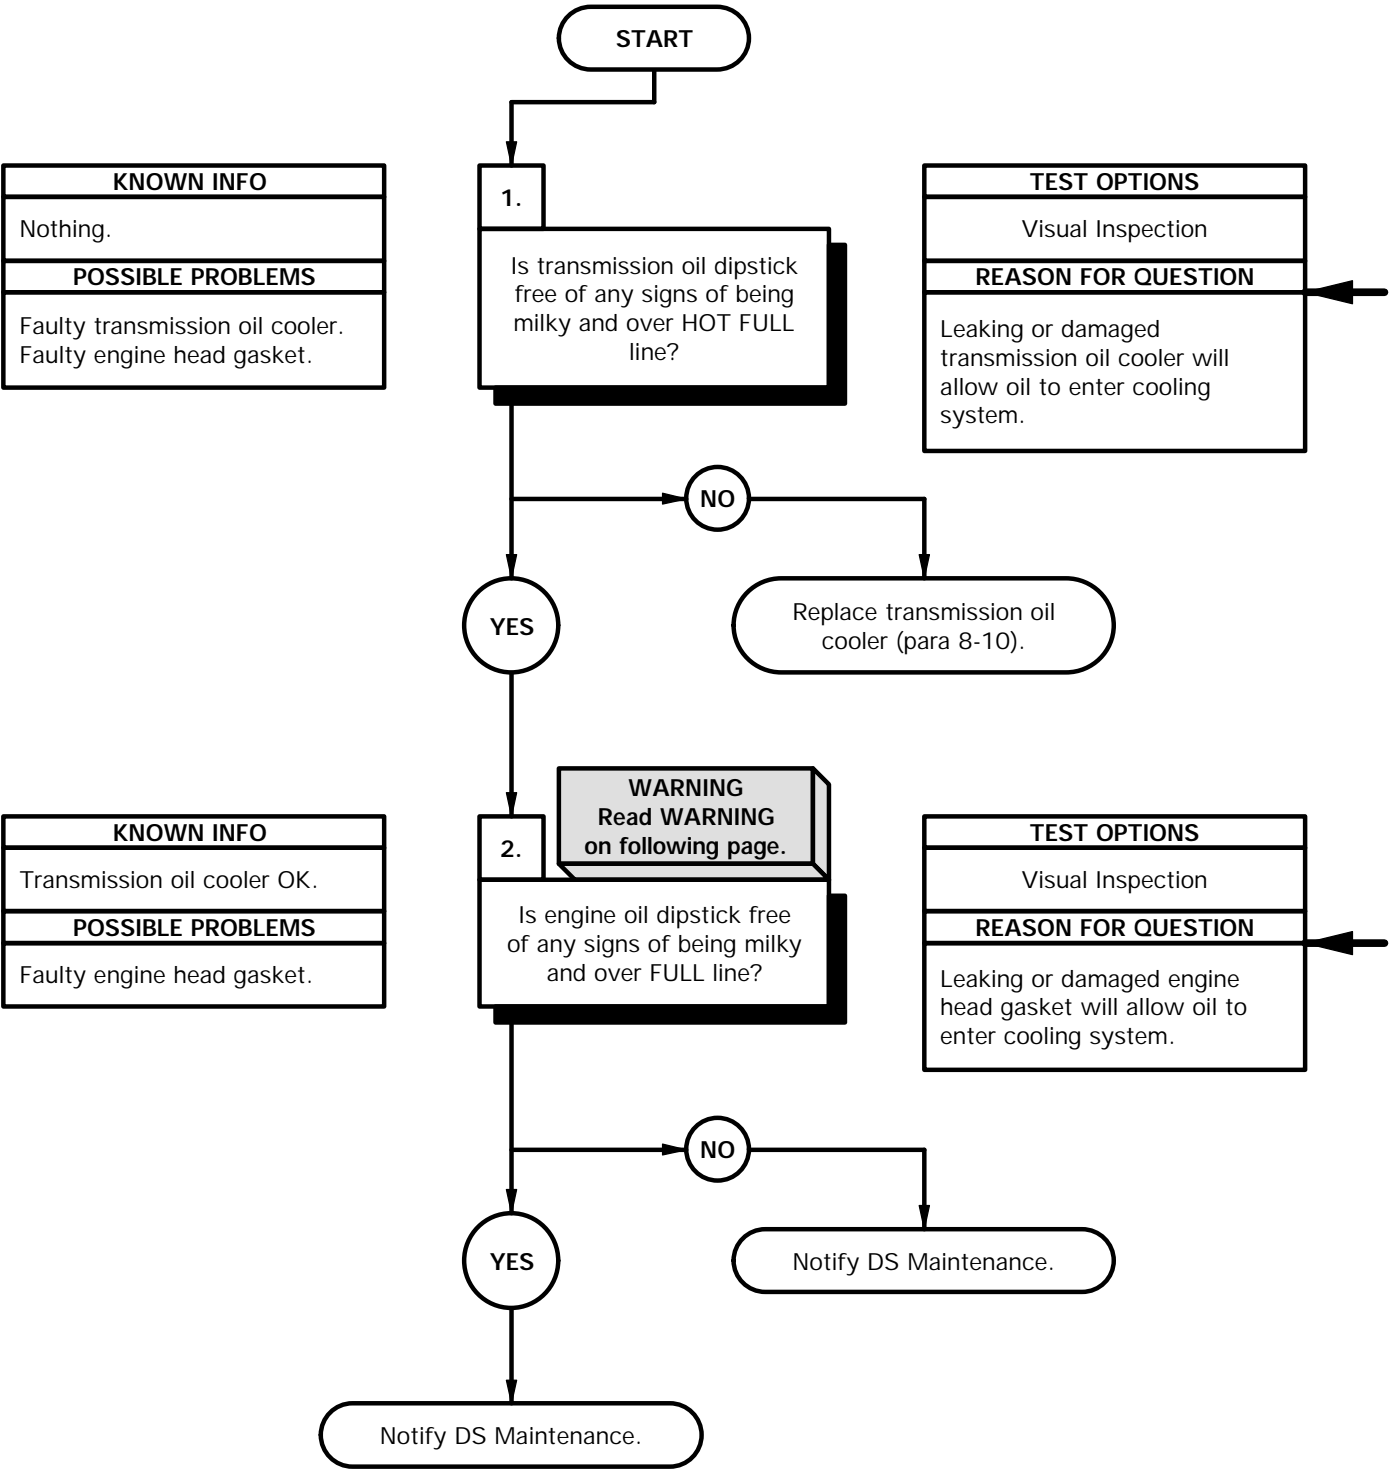 START
KNOWN INFO
Nothing.
POSSIBLE PROBLEMS
Faulty transmission oil cooler.
Faulty engine head gasket.
1.
Is transmission oil dipstick
free of any signs of being
milky and over HOT FULL
line?
TEST OPTIONS
Visual Inspection
REASON FOR QUESTION
Leaking or damaged
transmission oil cooler will
allow oil to enter cooling
system.
NO
YES
Replace transmission oil
cooler (para 8-10).
KNOWN INFO
Transmission oil cooler OK.
POSSIBLE PROBLEMS
Faulty engine head gasket.
WARNING
Read WARNING
on following page.
2.
Is engine oil dipstick free
of any signs of being milky
and over FULL line?
TEST OPTIONS
Visual Inspection
REASON FOR QUESTION
Leaking or damaged engine
head gasket will allow oil to
enter cooling system.
NO
YES
Notify DS Maintenance.
Notify DS Maintenance.